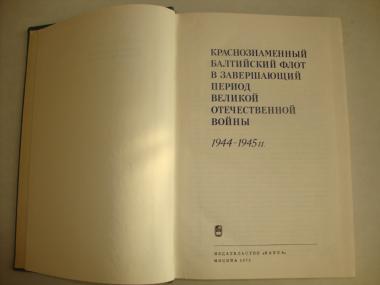 КРАСНОЗНАМЕННЫЙ
БАЛТИЙСКИЙ ФЛОТ
В ЗАВЕРШАЮЩИЙ
ПЕРИОД
ВЕЛИКОЙ
ОТЕЧЕСТВЕННОЙ
ВОЙНЫ
1944-1945 гг.
ИЗДАТЕЛЬСТВО «НАУКА»
МОСКВА